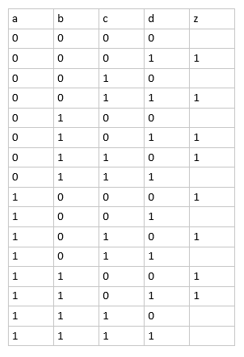 a b c d z
0 0 0 0
0 0 0 1 1
0 0 1 0
0 0 1 1 1
0 1 0 0
0 1 0 1 1
0 1 1 0 1
0 1 1 1
1 0 0 0 1
1 0 0 1
1 0 1 0 1
1 0 1 1
1 1 0 0 1
1 1 0 1 1
1 1 1 0
1 1 1 1